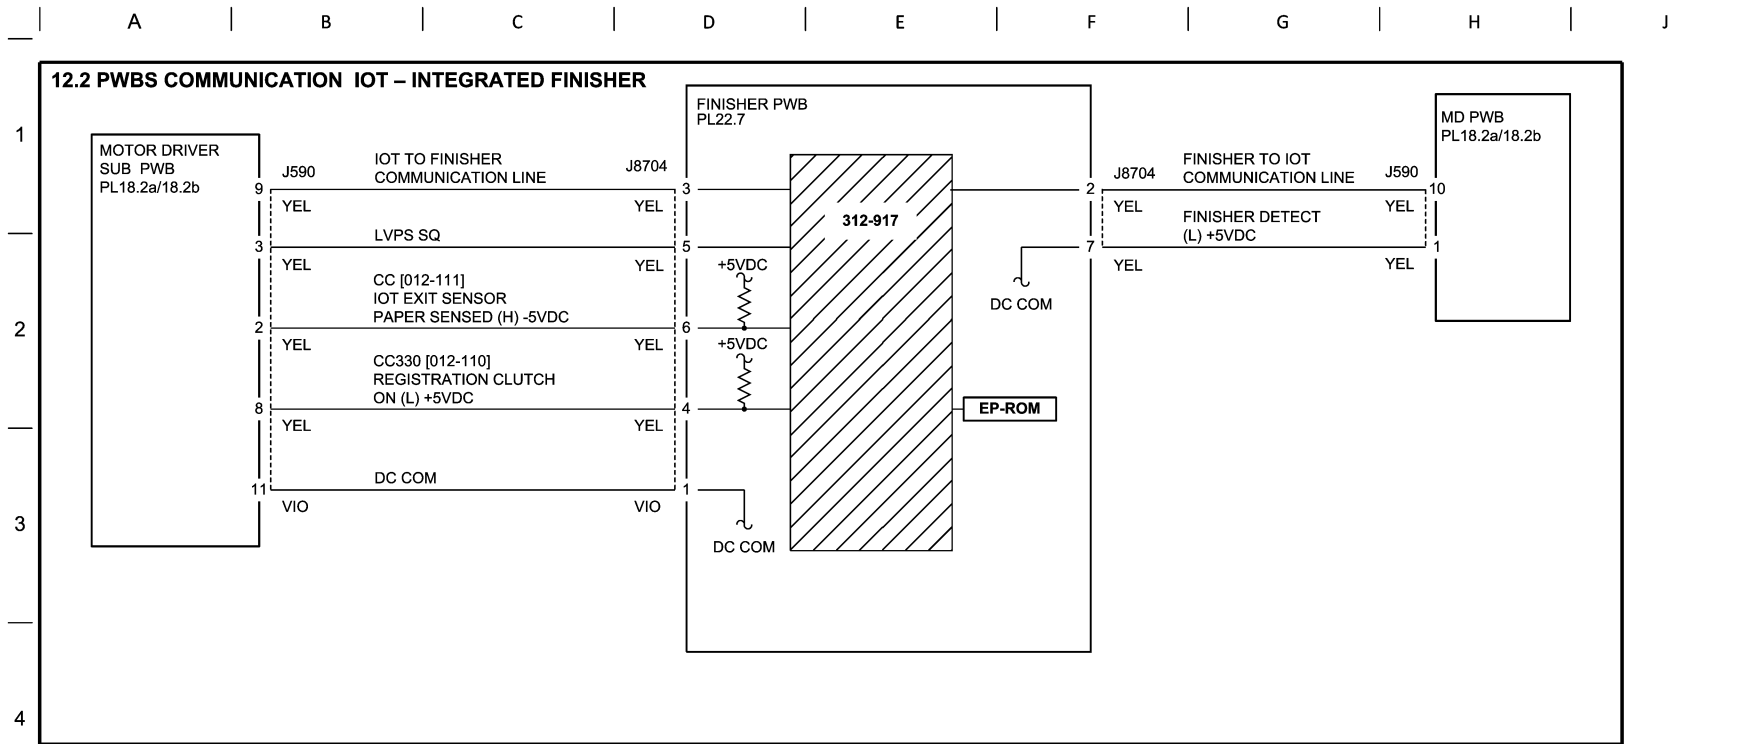 A B C D E F G H J
12.2 PWBS COMMUNICATION IOT – INTEGRATED FINISHER
1
2
3
4
MOTOR DRIVER
SUB PWB
PL18.2a/18.2b
9
3
2
8
11
J590
IOT TO FINISHER
COMMUNICATION LINE
J8704
YEL
YEL
LVPS SQ
YEL
YEL
CC [012-111]
IOT EXIT SENSOR
PAPER SENSED (H) -5VDC
YEL
YEL
CC330 [012-110]
REGISTRATION CLUTCH
ON (L) +5VDC
YEL
YEL
DC COM
VIO
VIO
FINISHER PWB
PL22.7
3
5
6
4
1
+5VDC
+5VDC
DC COM
312-917
EP-ROM
2
7
DC COM
J8704
FINISHER TO IOT
COMMUNICATION LINE
J590
YEL
YEL
FINISHER DETECT
(L) +5VDC
YEL
YEL
10
1
MD PWB
PL18.2a/18.2b